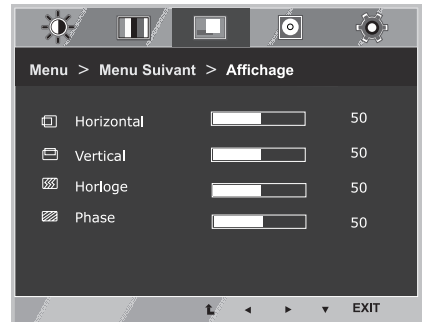 Menu > Menu Suivant > Affichage
Horizontal 50
Vertical 50
Horloge 50
Phase 50
EXIT